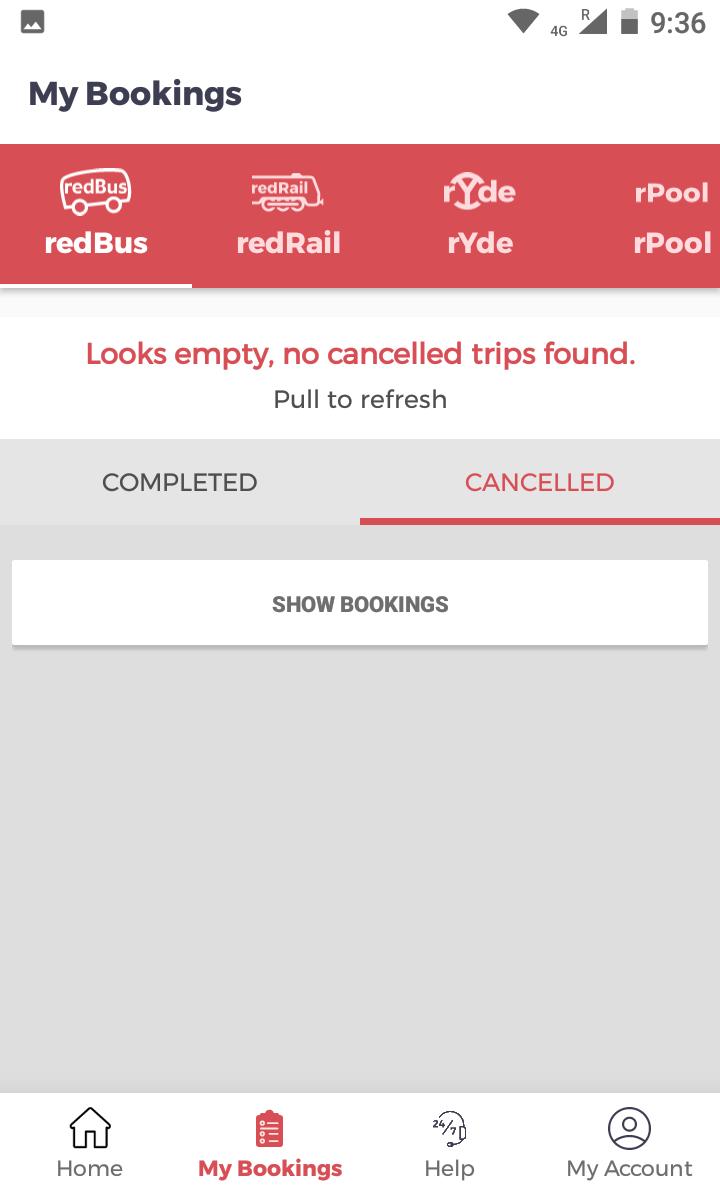 4G R 9:36
My Bookings
redBus redRail rYde rPool
redBus redRail rYde rPool
Looks empty, no cancelled trips found.
Pull to refresh
COMPLETED CANCELLED
SHOW BOOKINGS
24/7
Home My Bookings Help My Account